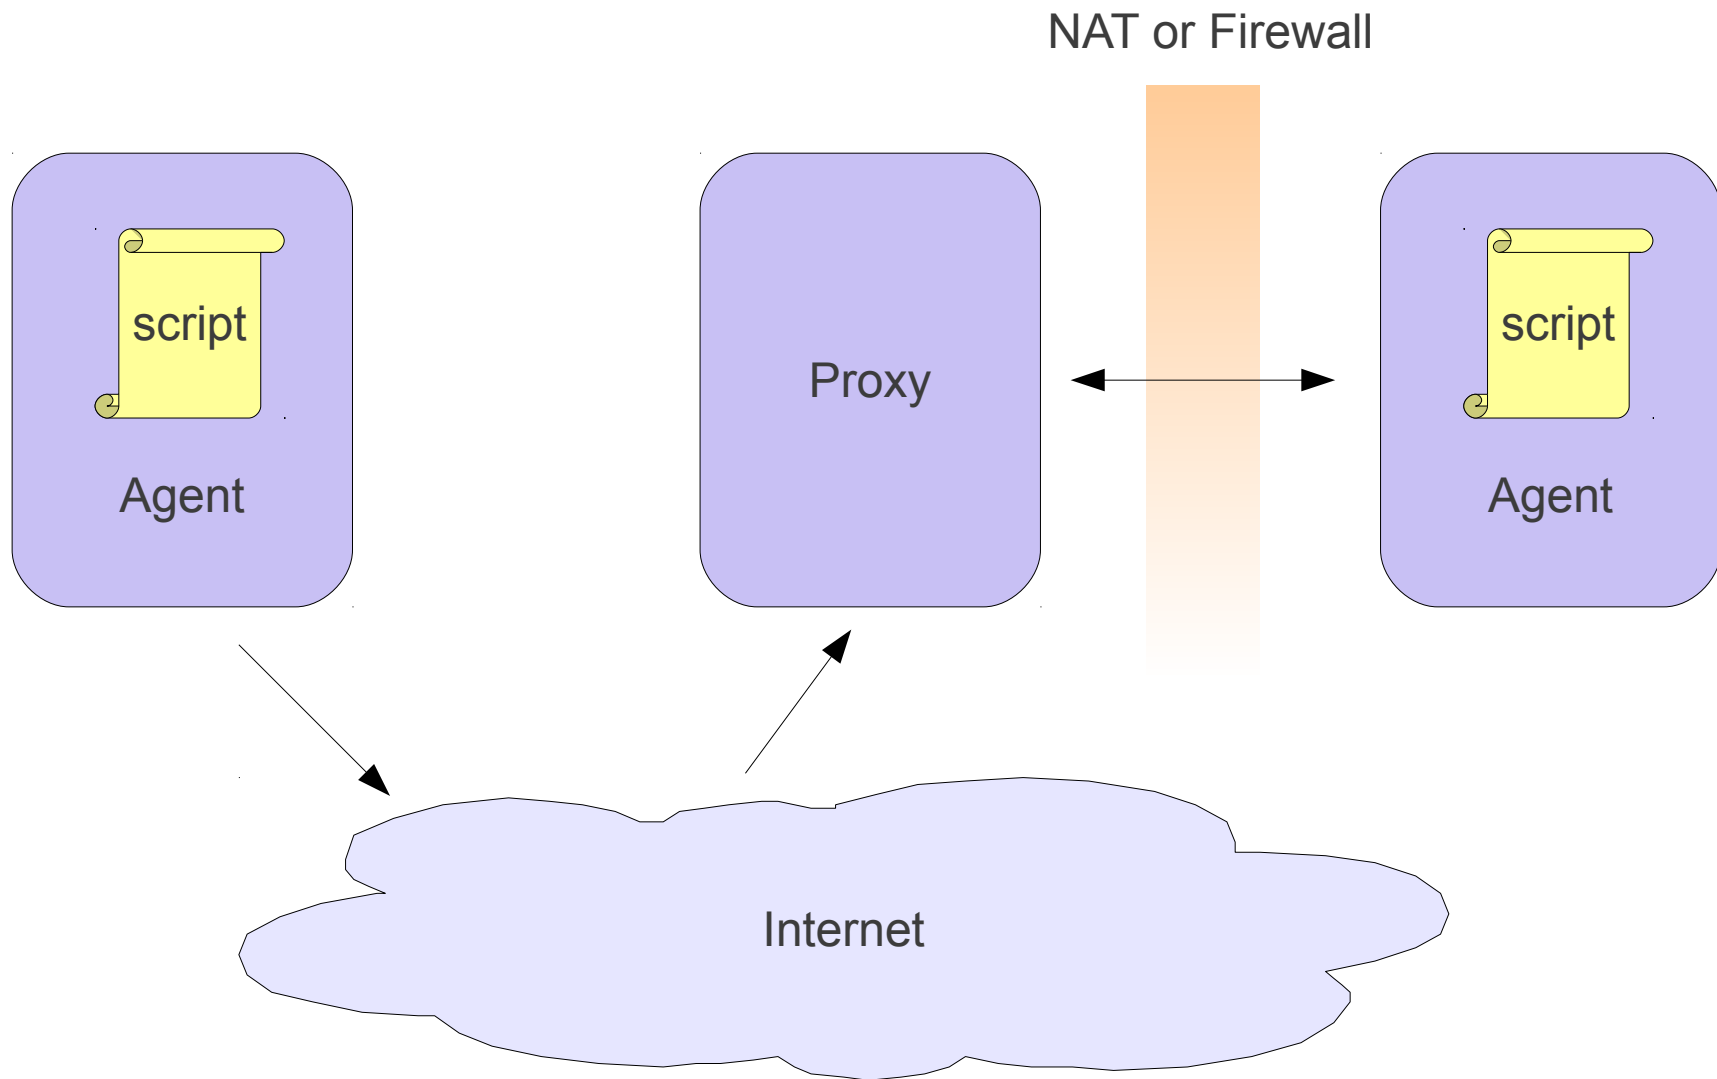 NAT or Firewall
script
Agent
Proxy
script
Agent
Internet